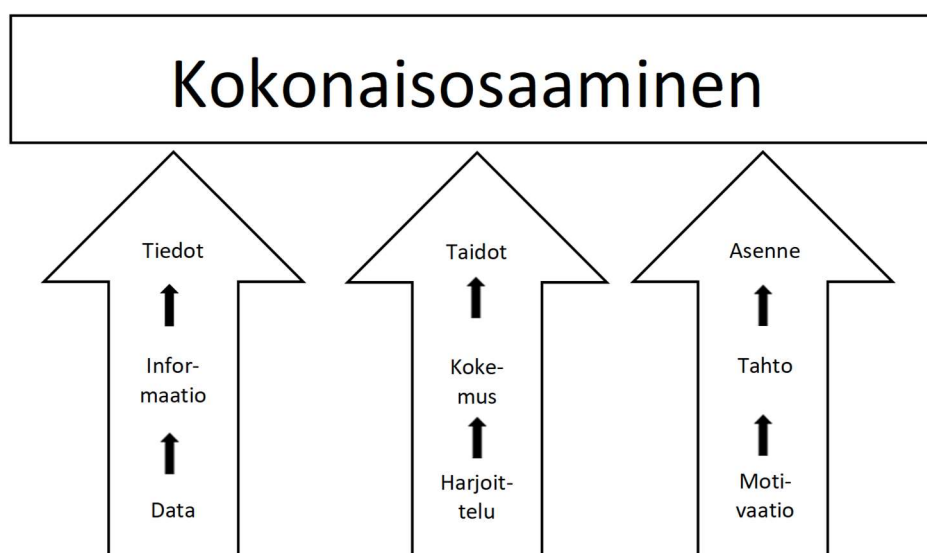 Kokonaisosaaminen
Tiedot
Infor-
maatio
Data
Taidot
Koke-
mus
Harjoit-
telu
Asenne
Tahto
Moti-
vaatio